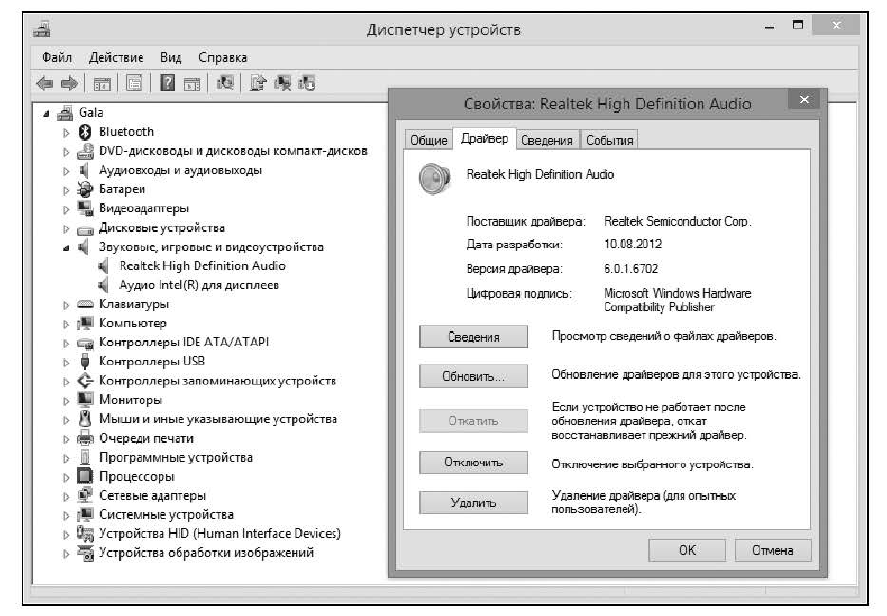 Диспетчер устройств
Файл Действие Вид Справка
Gala
Bluetooth
DVD-дисководы и дисководы компакт-дисков
Аудиовходы и аудиовыходы
Батареи
Видеоадаптеры
Дисковые устройства
Звуковые, игровые и видеоустройства
Realtek High Definition Audio
Аудио Intel(R) для дисплеев
Клавиатуры
Компьютер
Контроллеры IDE ATA/ATAPI
Контроллеры USB
Контроллеры запоминающих устройств
Мониторы
Мыши и иные указывающие устройства
Очереди печати
Программные устройства
Процессоры
Сетевые адаптеры
Системные устройства
Устройства HID (Human Interface Devices)
Устройства обработки изображений
Свойства: Realtek High Definition Audio
Общие Драйвер Сведения События
Realtek High Definition Audio
Поставщик драйвера: Realtek Semiconductor Corp.
Дата разработки: 10.08.2012
Версия драйвера: 6.0.1.6702
Цифровая подпись: Microsoft Windows Hardware
Compatibility Publisher
Сведения Просмотр сведений о файлах драйверов.
Обновить... Обновление драйверов для этого устройства.
Откатить Если устройство не работает после
обновления драйвера, откат
восстанавливает прежний драйвер.
Отключить Отключение выбранного устройства.
Удалить Удаление драйвера (для опытных
пользователей).
OK Отмена